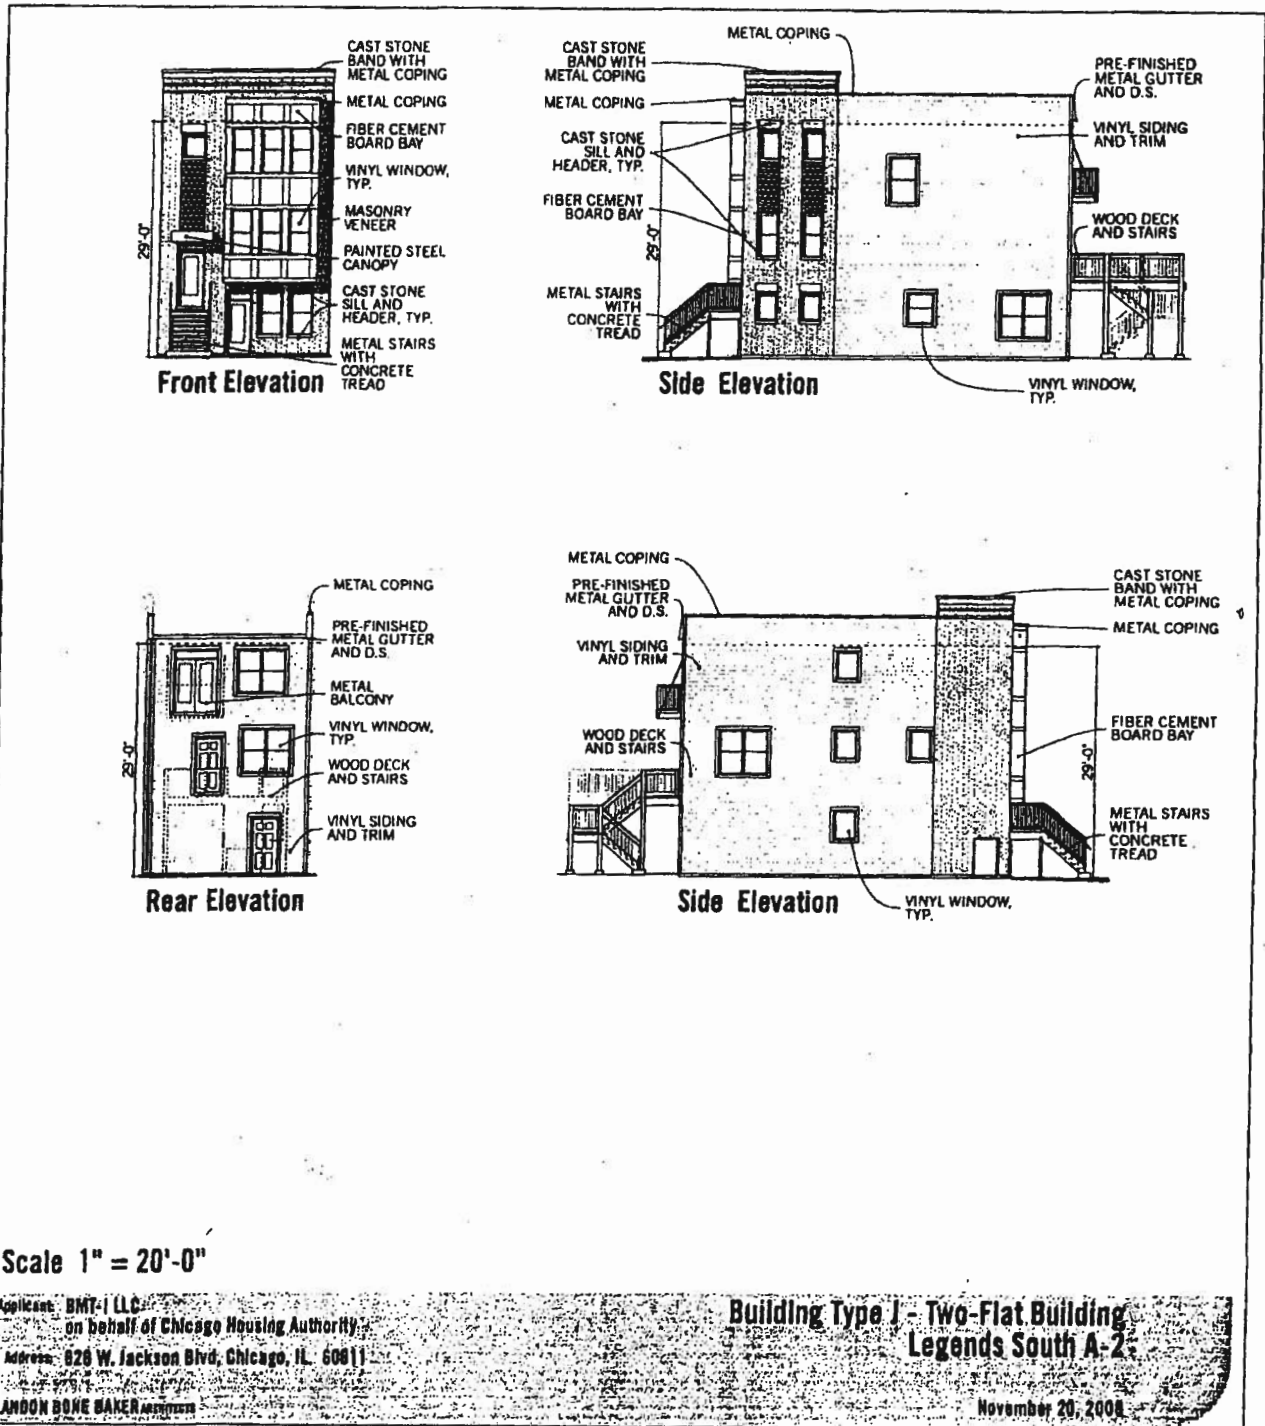 CAST STONE
BAND WITH
METAL COPING
METAL COPING
FIBER CEMENT
BOARD BAY
VINYL WINDOW,
TYP.
MASONRY
VENEER
PAINTED STEEL
CANOPY
CAST STONE
SILL AND
HEADER, TYP.
METAL STAIRS
WITH
CONCRETE
TREAD
29'-0"
Front Elevation
METAL COPING
CAST STONE
BAND WITH
METAL COPING
METAL COPING
CAST STONE
SILL AND
HEADER, TYP.
FIBER CEMENT
BOARD BAY
29'-0"
METAL STAIRS
WITH
CONCRETE
TREAD
PRE-FINISHED
METAL GUTTER
AND D.S.
VINYL SIDING
AND TRIM
WOOD DECK
AND STAIRS
VINYL WINDOW,
TYP.
Side Elevation
METAL COPING
PRE-FINISHED
METAL GUTTER
AND D.S.
METAL
BALCONY
VINYL WINDOW,
TYP.
WOOD DECK
AND STAIRS
VINYL SIDING
AND TRIM
29'-0"
Rear Elevation
METAL COPING
PRE-FINISHED
METAL GUTTER
AND D.S.
VINYL SIDING
AND TRIM
WOOD DECK
AND STAIRS
CAST STONE
BAND WITH
METAL COPING
METAL COPING
FIBER CEMENT
BOARD BAY
29'-0"
METAL STAIRS
WITH
CONCRETE
TREAD
VINYL WINDOW,
TYP.
Side Elevation
Scale 1" = 20'-0"
Applicant: BMT-I LLC
on behalf of Chicago Housing Authority
Address: 828 W. Jackson Blvd, Chicago, IL 60611
ANDON BONE BAKER ARCHITECTS
Building Type J - Two-Flat Building
Legends South A-2
November 20, 2008